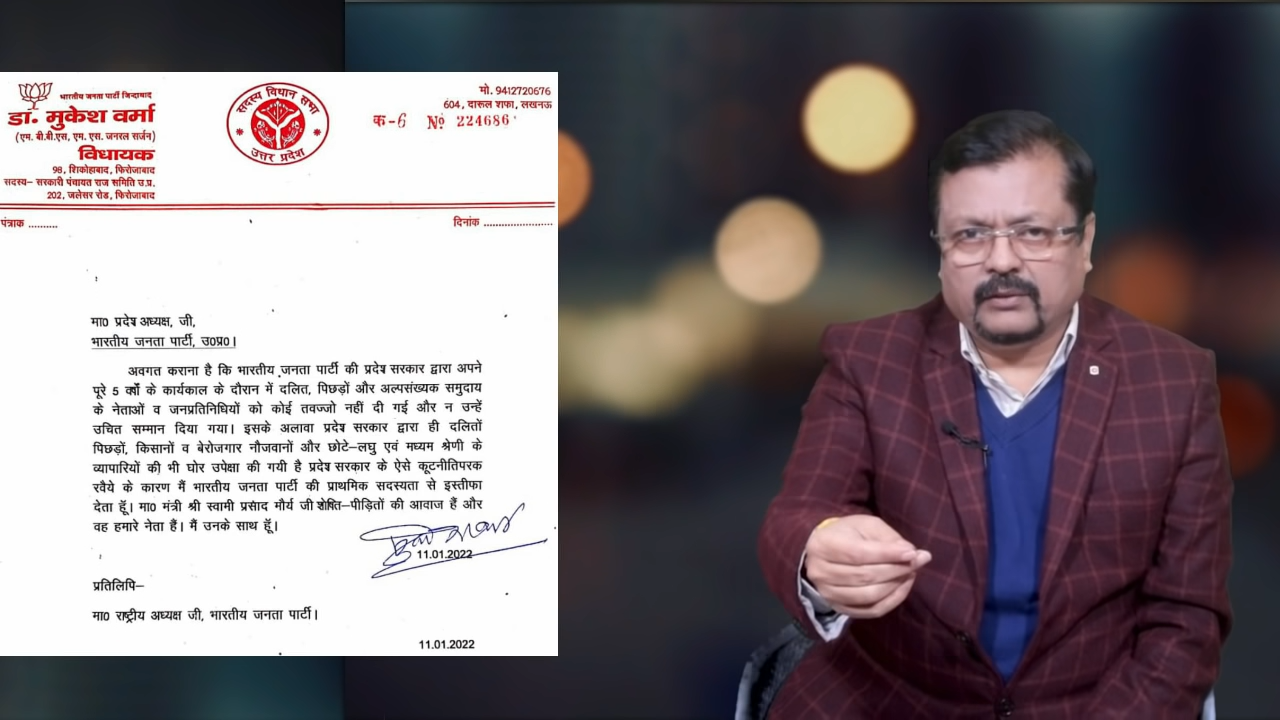 भारतीय जनता पार्टी जिन्दाबाद
डा. मुकेश वर्मा
(एम. बी.बी.एस, एम. एस. जनरल सर्जन)
विधायक
98, शिकोहाबाद, फिरोजाबाद
सदस्य– सरकारी पंचायत राज समिति उ.प्र.
202, जलेसर रोड, फिरोजाबाद
सदस्य विधान सभा
उत्तर प्रदेश
मो. 9412720676
604, दारूल शफा, लखनऊ
क-6 № 224686
पंत्राक ..........
दिनांक ........................
मा0 प्रदेश अध्यक्ष, जी,
भारतीय जनता पार्टी, उ0प्र0।
अवगत कराना है कि भारतीय जनता पार्टी की प्रदेश सरकार द्वारा अपने
पूरे 5 वर्षों के कार्यकाल के दौरान में दलित, पिछड़ों और अल्पसंख्यक समुदाय
के नेताओं व जनप्रतिनिधियों को कोई तवज्जो नहीं दी गई और न उन्हें
उचित सम्मान दिया गया। इसके अलावा प्रदेश सरकार द्वारा ही दलितों
पिछड़ों, किसानों व बेरोजगार नौजवानों और छोटे–लघु एवं मध्यम श्रेणी के
व्यापारियों की भी घोर उपेक्षा की गयी है प्रदेश सरकार के ऐसे कूटनीतिपरक
रवैये के कारण मैं भारतीय जनता पार्टी की प्राथमिक सदस्यता से इस्तीफा
देता हूँ। मा0 मंत्री श्री स्वामी प्रसाद मौर्य जी शोषित–पीड़ितों की आवाज हैं और
वह हमारे नेता हैं। मैं उनके साथ हूँ।
11.01.2022
प्रतिलिपि–
मा0 राष्ट्रीय अध्यक्ष जी, भारतीय जनता पार्टी।
11.01.2022